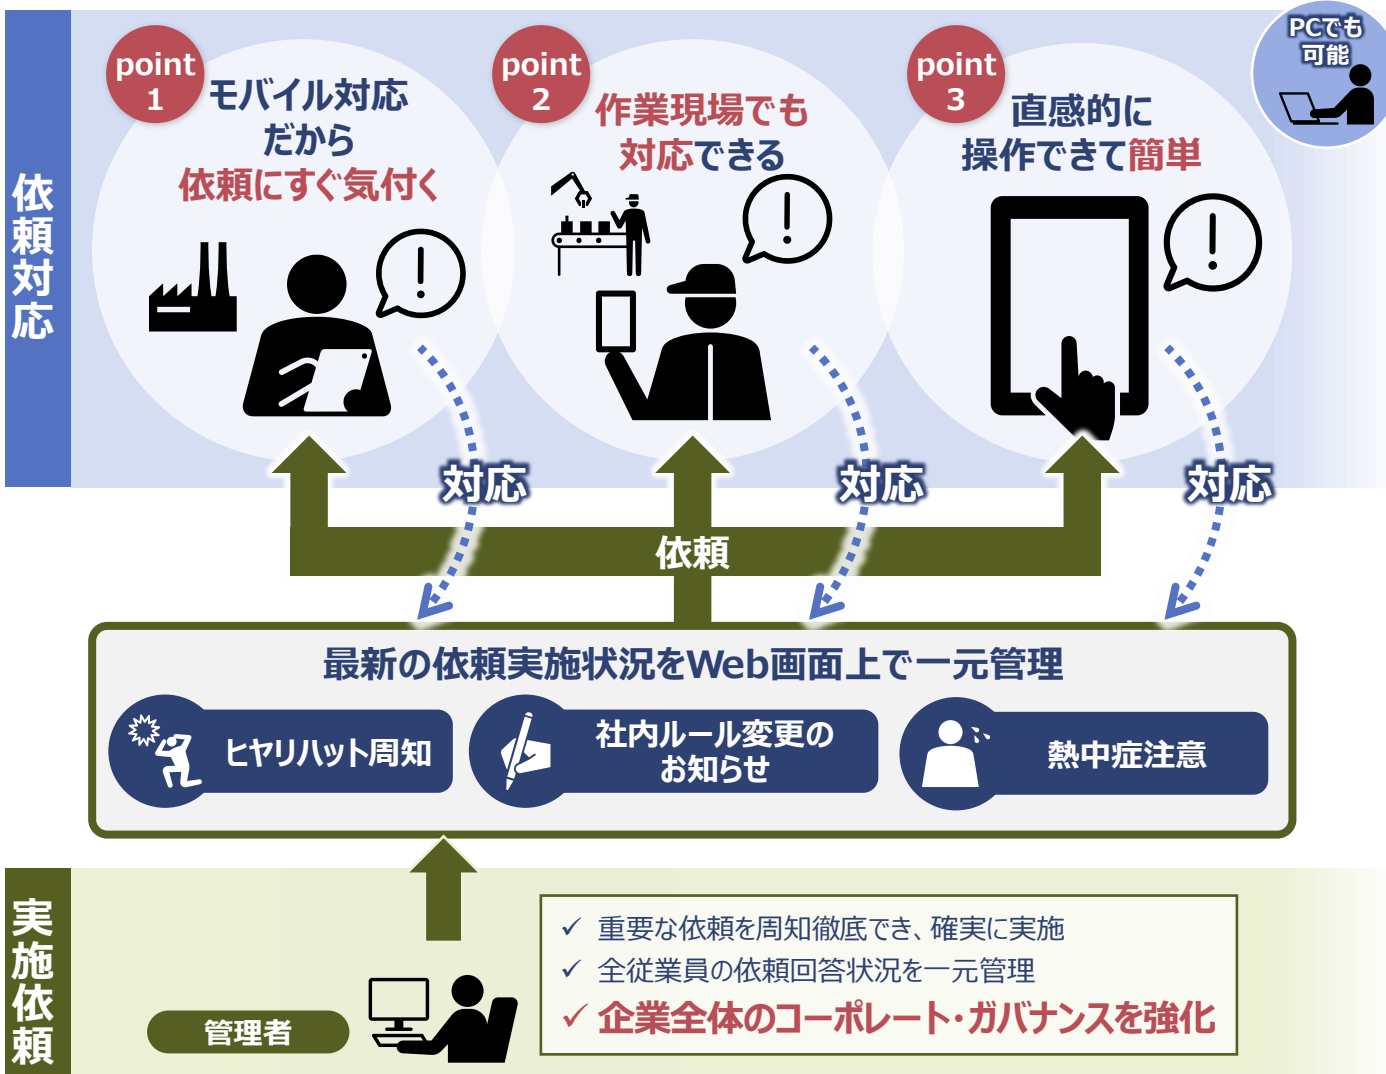 依頼対応
point
1
モバイル対応
だから
依頼にすぐ気付く
point
2
作業現場でも
対応できる
point
3
直感的に
操作できて簡単
PCでも
可能
対応
対応
対応
依頼
最新の依頼実施状況をWeb画面上で一元管理
ヒヤリハット周知
社内ルール変更の
お知らせ
熱中症注意
実施依頼
管理者
✓ 重要な依頼を周知徹底でき、確実に実施
✓ 全従業員の依頼回答状況を一元管理
✓ 企業全体のコーポレート・ガバナンスを強化